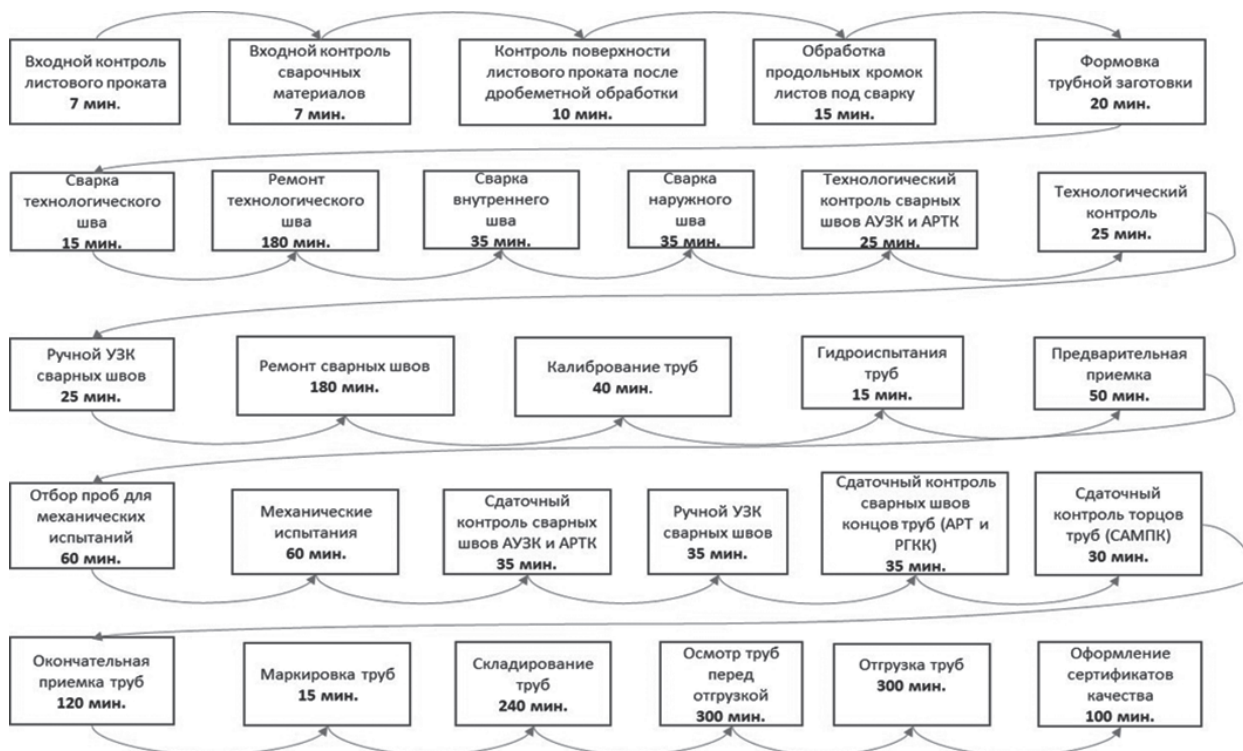 Входной контроль
листового проката
7 мин.
Входной контроль
сварочных
материалов
7 мин.
Контроль поверхности
листового проката после
дробеметной обработки
10 мин.
Обработка
продольных кромок
листов под сварку
15 мин.
Формовка
трубной заготовки
20 мин.
Сварка
технологического
шва
15 мин.
Ремонт
технологического
шва
180 мин.
Сварка
внутреннего
шва
35 мин.
Сварка
наружного
шва
35 мин.
Технологический
контроль сварных
швов АУЗК и АРТК
25 мин.
Технологический
контроль
25 мин.
Ручной УЗК
сварных швов
25 мин.
Ремонт сварных швов
180 мин.
Калибрование труб
40 мин.
Гидроиспытания
труб
15 мин.
Предварительная
приемка
50 мин.
Отбор проб для
механических
испытаний
60 мин.
Механические
испытания
60 мин.
Сдаточный
контроль сварных
швов АУЗК и АРТК
35 мин.
Ручной УЗК
сварных швов
35 мин.
Сдаточный контроль
сварных швов
концов труб (АРТ и
РГКК)
35 мин.
Сдаточный
контроль торцов
труб (САМПК)
30 мин.
Окончательная
приемка труб
120 мин.
Маркировка труб
15 мин.
Складирование
труб
240 мин.
Осмотр труб
перед
отгрузкой
300 мин.
Отгрузка труб
300 мин.
Оформление
сертификатов
качества
100 мин.